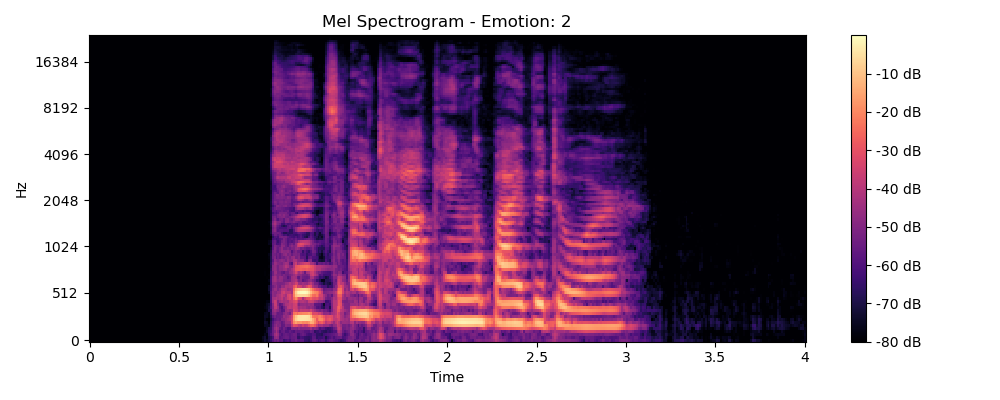 Mel Spectrogram - Emotion: 2
Hz
16384
8192
4096
2048
1024
512
0
0 0.5 1 1.5 2 2.5 3 3.5 4
Time
-10 dB
-20 dB
-30 dB
-40 dB
-50 dB
-60 dB
-70 dB
-80 dB